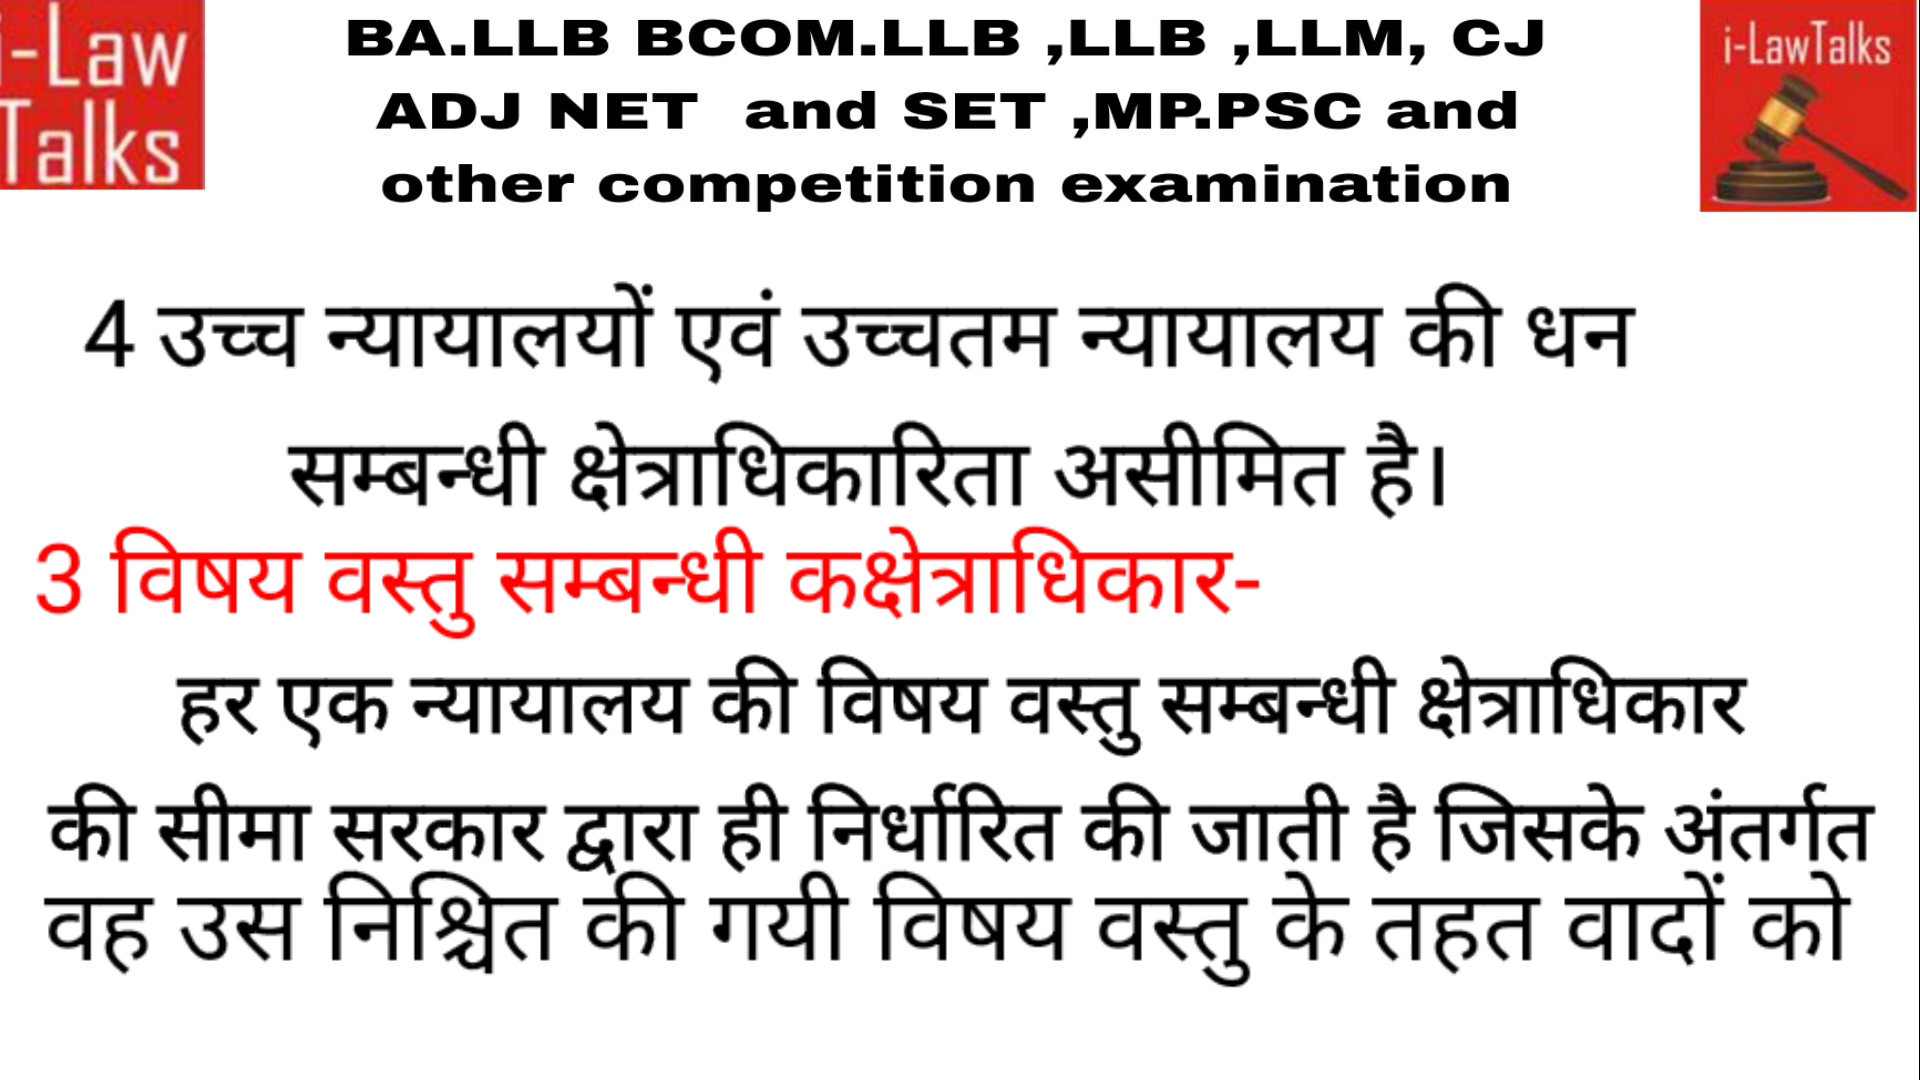 i-Law
Talks
BA.LLB BCOM.LLB ,LLB ,LLM, CJ
ADJ NET and SET ,MP.PSC and
other competition examination
i-LawTalks
4 उच्च न्यायालयों एवं उच्चतम न्यायालय की धन
सम्बन्धी क्षेत्राधिकारिता असीमित है।
3 विषय वस्तु सम्बन्धी कक्षेत्राधिकार-
हर एक न्यायालय की विषय वस्तु सम्बन्धी क्षेत्राधिकार
की सीमा सरकार द्वारा ही निर्धारित की जाती है जिसके अंतर्गत
वह उस निश्चित की गयी विषय वस्तु के तहत वादों को